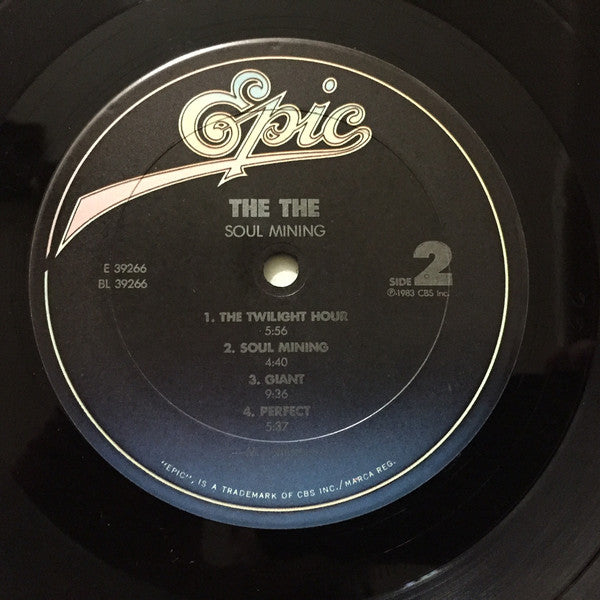 Epic
THE THE
SOUL MINING
E 39266
BL 39266
SIDE 2
℗1983 CBS Inc.
1. THE TWILIGHT HOUR
5:56
2. SOUL MINING
4:40
3. GIANT
9:36
4. PERFECT
5:37
"EPIC", IS A TRADEMARK OF CBS INC./MARCA REG.